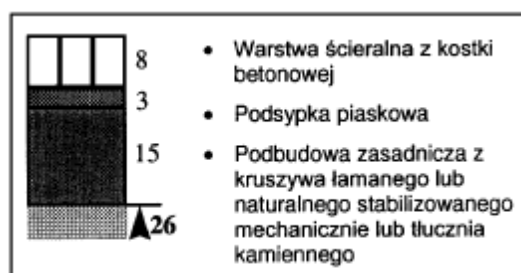 8
3
15
26
• Warstwa ścieralna z kostki
betonowej
• Podsypka piaskowa
• Podbudowa zasadnicza z
kruszywa łamanego lub
naturalnego stabilizowanego
mechanicznie lub tłucznia
kamiennego